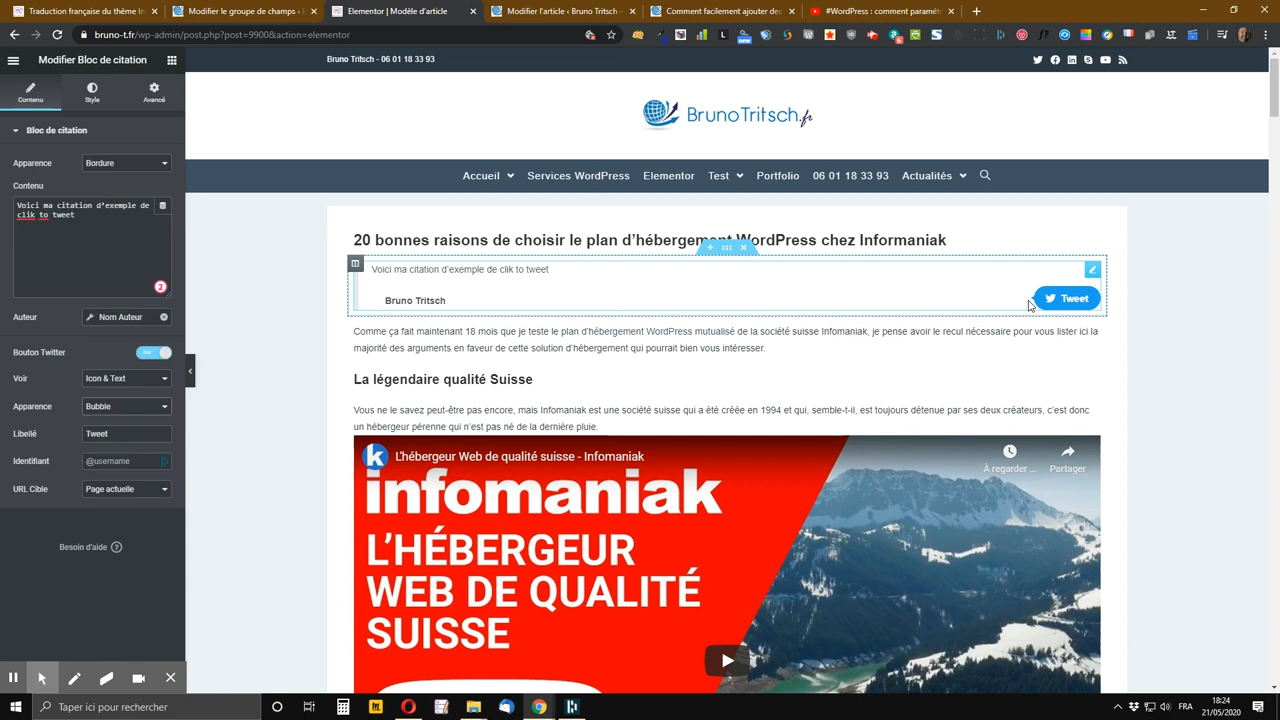 Modifier "
Direction française du thème
Modifier le groupe de champs ‹
Elementor | Modèle Article
Modifier l'article "
Comment facilement ajouter u
#WordPress : comment
bruno-t.fr/wp-admin/post.php?post=9900&action=elementor
new
Modifier Bloc de citation
Bruno Tritsch - 06 01 18 33 93
Contenu
Style
Avancé
BrunoTritsch.fr
Bloc de citation
Apparence
Bordure
Accueil
Services WordPress
Elementor
Test
Portfolio
06 01 18 33 93
Actualités
Contenu
Voici ma citation d’exemple de
clik to tweet
2
20 bonnes raisons de choisir le plan d’hébergement WordPress chez Informaniak
Voici ma citation d’exemple de clik to tweet
Bruno Tritsch
Tweet
Auteur
Nom Auteur
Comme ça fait maintenant 18 mois que je teste le plan d’hébergement WordPress mutualisé de la société suisse Infomaniak, je pense avoir le recul nécessaire pour vous lister ici la
majorité des arguments en faveur de cette solution d’hébergement qui pourrait bien vous intéresser.
Bouton Twitter
OUI
Voir
Icon & Text
La légendaire qualité Suisse
Apparence
Bubble
Vous ne le savez peut-être pas encore, mais Infomaniak est une société suisse qui a été créée en 1994 et qui, semble-t-il, est toujours détenue par ses deux créateurs, c’est donc
un hébergeur pérenne qui n’est pas né de la dernière pluie.
Libellé
Tweet
Identifiant
@username
URL Cible
Page actuelle
k
L'hébergeur Web de qualité suisse - Infomaniak
À regarder ...
Partager
infomaniak
L'HÉBERGEUR
WEB DE QUALITÉ
SUISSE
Besoin d'aide
Taper ici pour rechercher
FRA
18:24
21/05/2020